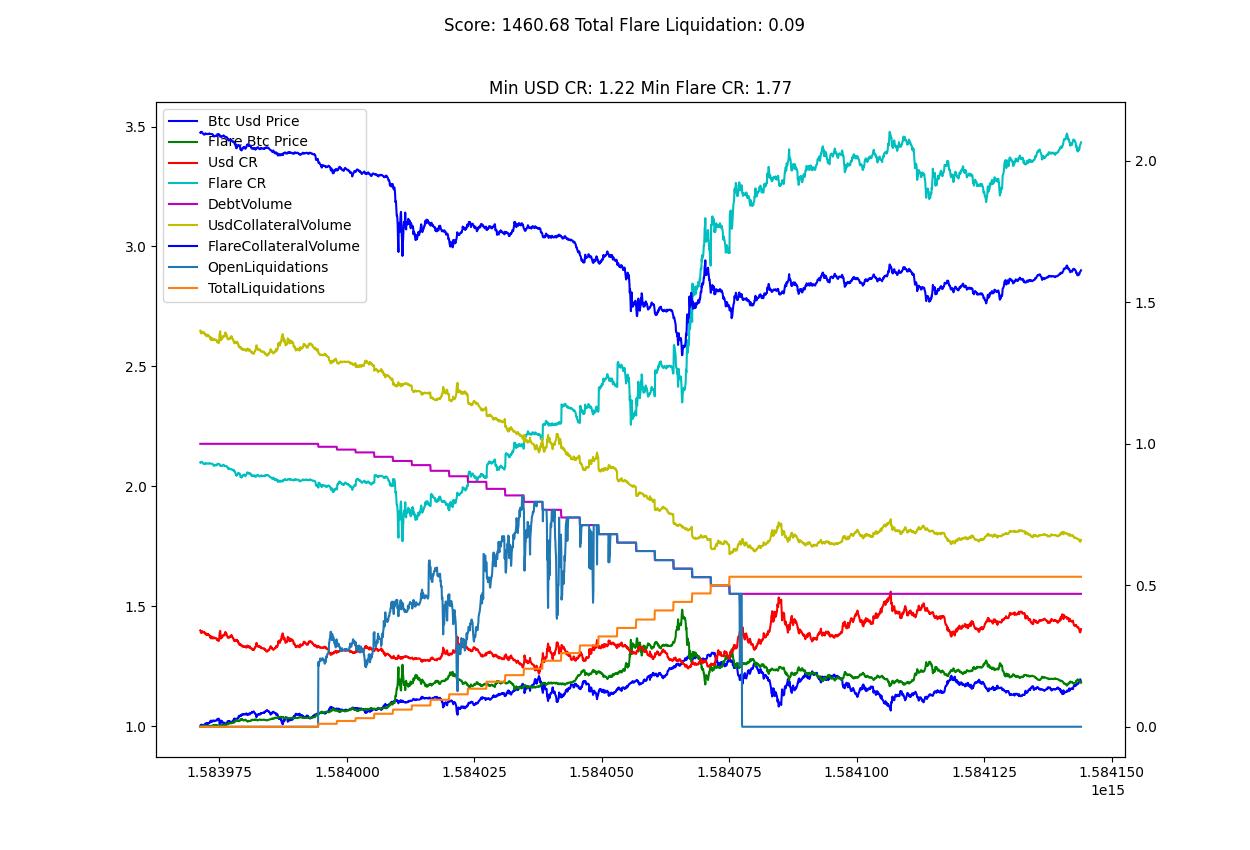 Score: 1460.68 Total Flare Liquidation: 0.09
Min USD CR: 1.22 Min Flare CR: 1.77
Btc Usd Price
Flare Btc Price
Usd CR
Flare CR
DebtVolume
UsdCollateralVolume
FlareCollateralVolume
OpenLiquidations
TotalLiquidations
3.5
3.0
2.5
2.0
1.5
1.0
2.0
1.5
1.0
0.5
0.0
1.583975 1.584000 1.584025 1.584050 1.584075 1.584100 1.584125 1.584150
1e15